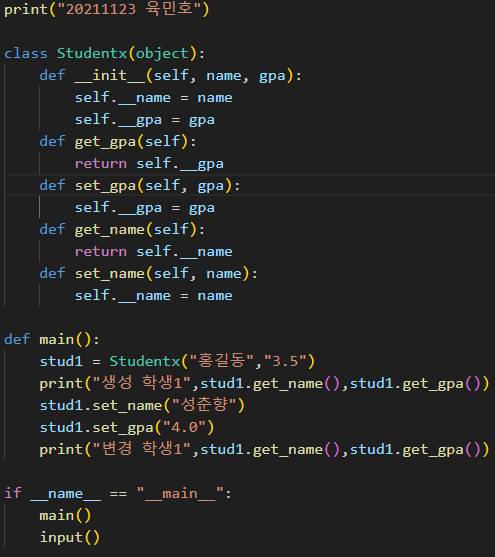 print("20211123 육민호")

class Studentx(object):
    def __init__(self, name, gpa):
        self.__name = name
        self.__gpa = gpa
    def get_gpa(self):
        return self.__gpa
    def set_gpa(self, gpa):
        self.__gpa = gpa
    def get_name(self):
        return self.__name
    def set_name(self, name):
        self.__name = name

def main():
    stud1 = Studentx("홍길동","3.5")
    print("생성 학생1",stud1.get_name(),stud1.get_gpa())
    stud1.set_name("성춘향")
    stud1.set_gpa("4.0")
    print("변경 학생1",stud1.get_name(),stud1.get_gpa())

if __name__ == "__main__":
    main()
    input()